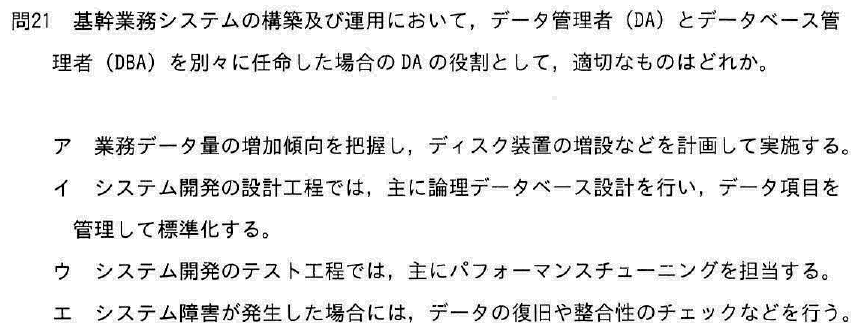 問21 基幹業務システムの構築及び運用において，データ管理者（DA）とデータベース管
理者（DBA）を別々に任命した場合のDAの役割として，適切なものはどれか。
ア 業務データ量の増加傾向を把握し，ディスク装置の増設などを計画して実施する。
イ システム開発の設計工程では，主に論理データベース設計を行い，データ項目を
管理して標準化する。
ウ システム開発のテスト工程では，主にパフォーマンスチューニングを担当する。
エ システム障害が発生した場合には，データの復旧や整合性のチェックなどを行う。